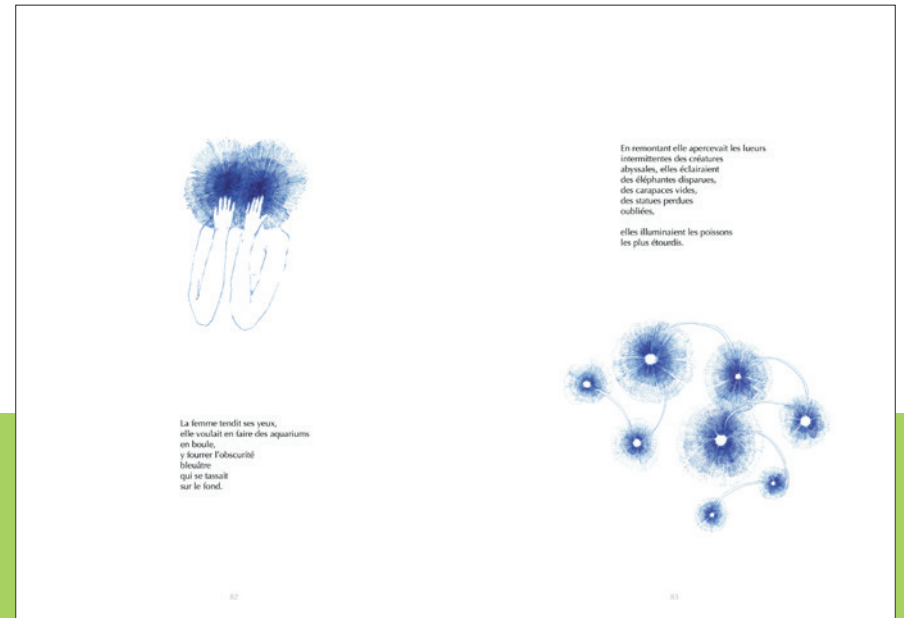 La femme tendit ses yeux,
elle voulait en faire des aquariums
en boule,
y fourrer l'obscurité
bleuâtre
qui se tassait
sur le fond.
82
En remontant elle apercevait les lueurs
intermittentes des créatures
abyssales, elles éclairaient
des éléphantes disparues,
des carapaces vides,
des statues perdues
oubliées,
elles illuminaient les poissons
les plus étourdis.
83